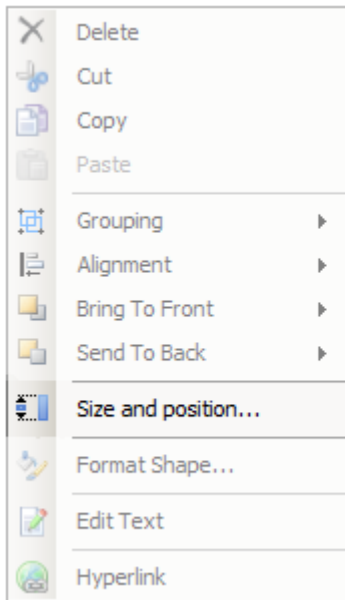 Delete
Cut
Copy
Paste
Grouping
Alignment
Bring To Front
Send To Back
Size and position...
Format Shape...
Edit Text
Hyperlink